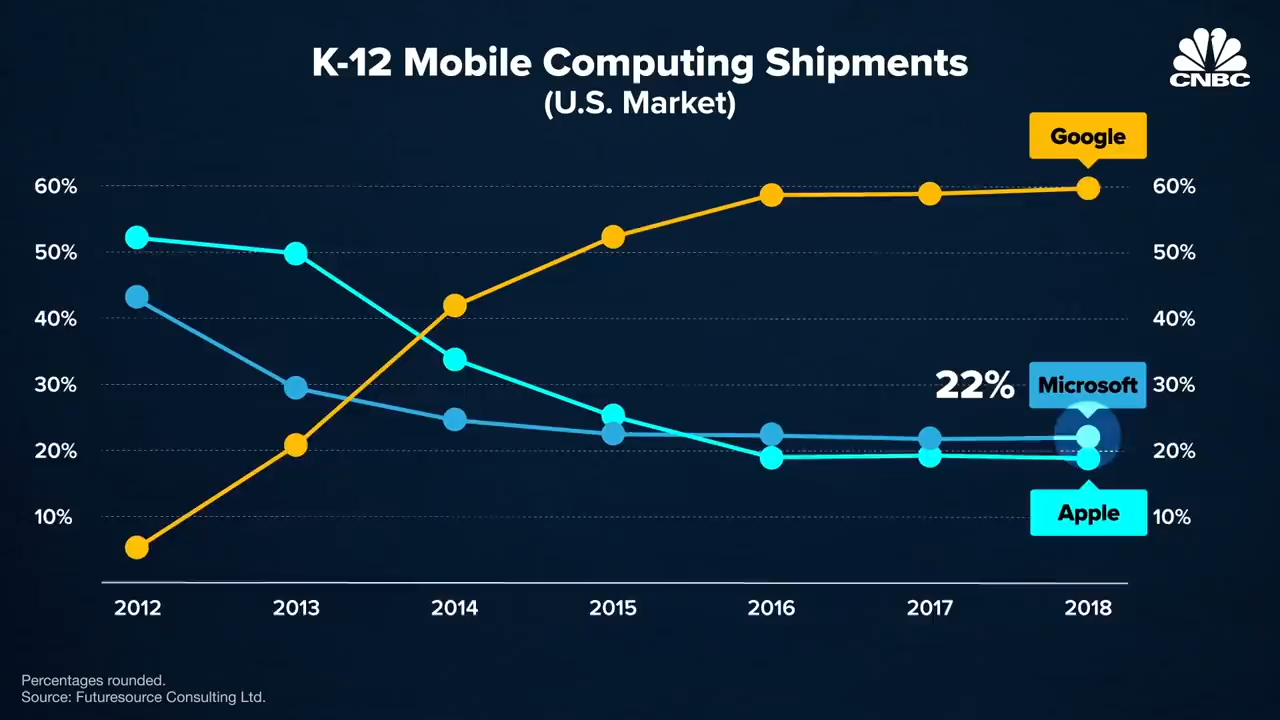 K-12 Mobile Computing Shipments
(U.S. Market)
CNBC
Google
60%
60%
50%
50%
40%
40%
22%
Microsoft
30%
30%
20%
20%
Apple
10%
10%
2012
2013
2014
2015
2016
2017
2018
Percentages rounded.
Source: Futuresource Consulting Ltd.